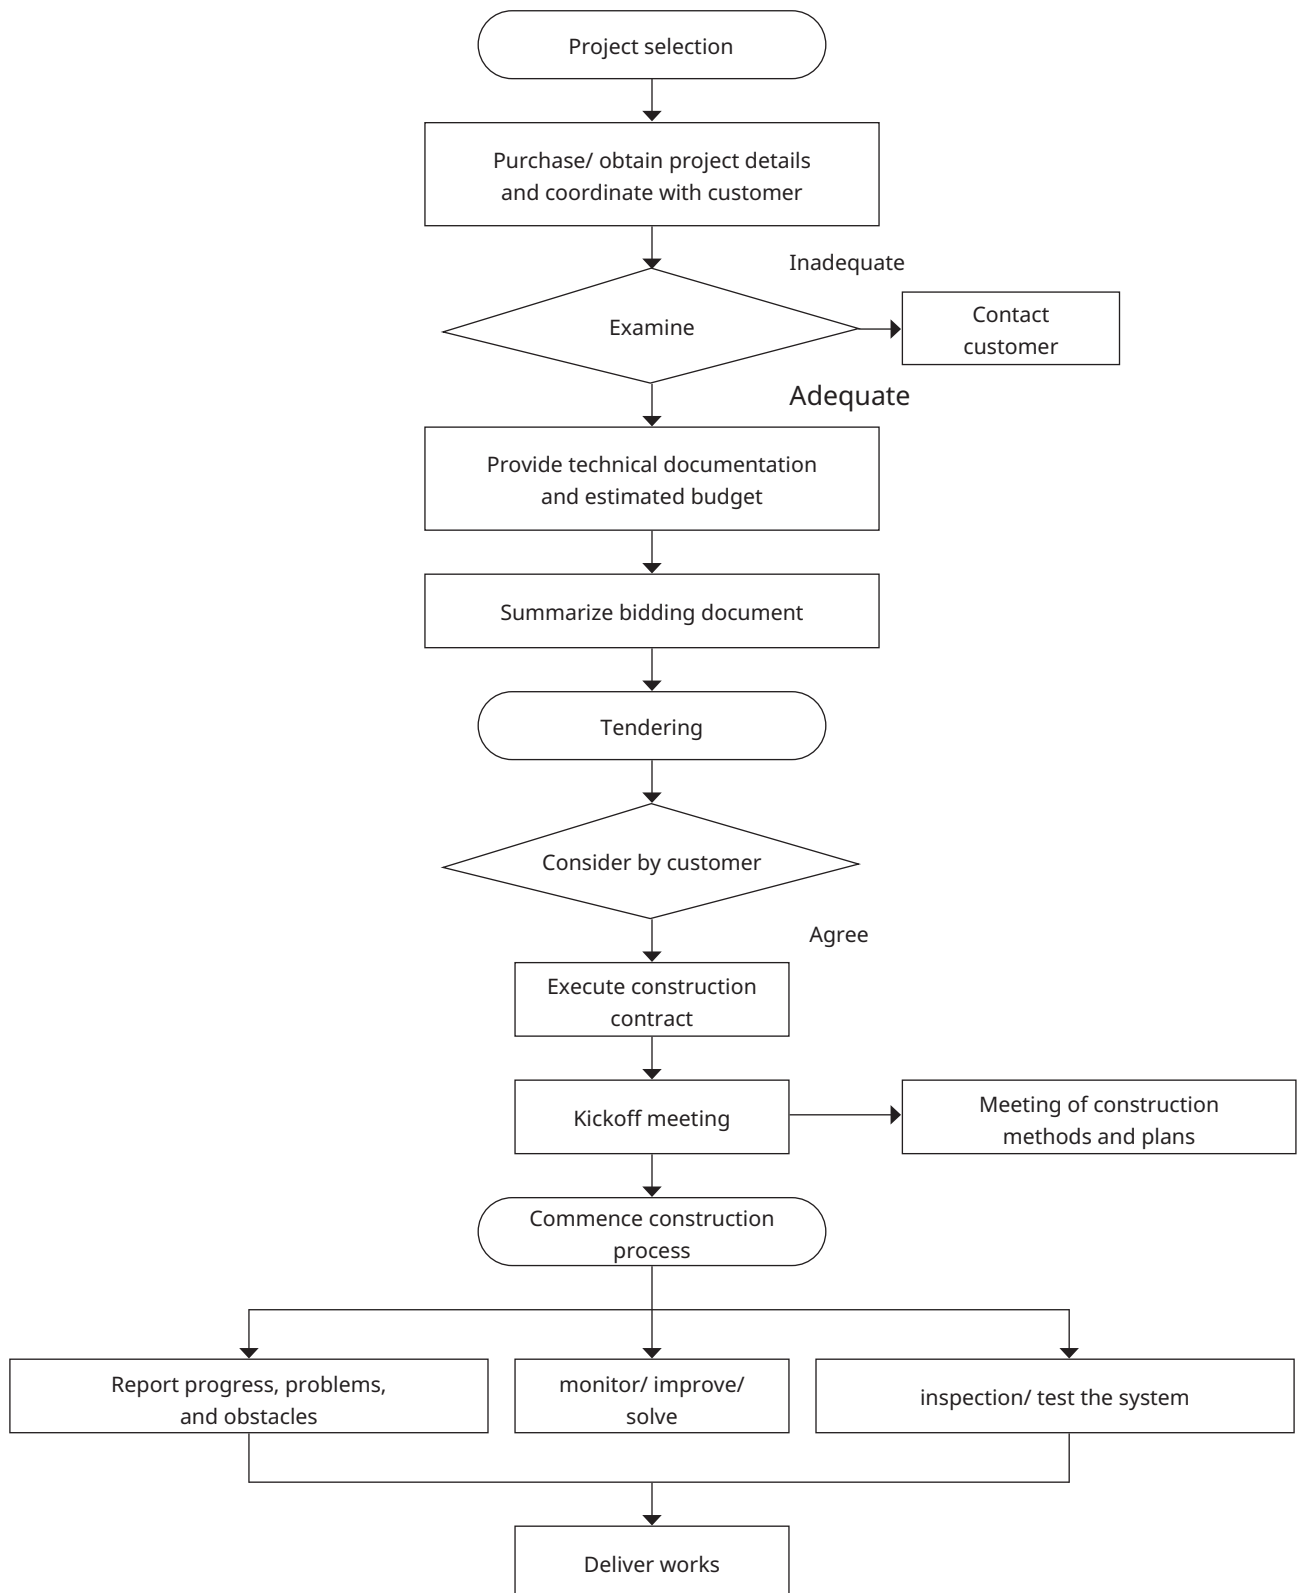 Project selection
Purchase/ obtain project details
and coordinate with customer
Inadequate
Examine
Contact
customer
Adequate
Provide technical documentation
and estimated budget
Summarize bidding document
Tendering
Consider by customer
Agree
Execute construction
contract
Kickoff meeting
Meeting of construction
methods and plans
Commence construction
process
Report progress, problems,
and obstacles
monitor/ improve/
solve
inspection/ test the system
Deliver works